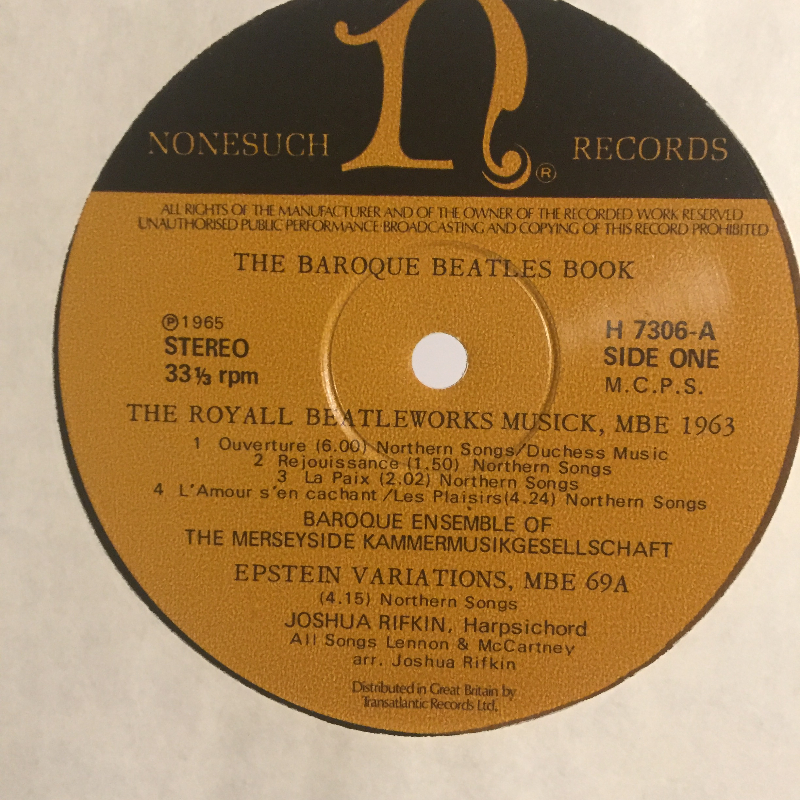 n
NONESUCH ® RECORDS
ALL RIGHTS OF THE MANUFACTURER AND OF THE OWNER OF THE RECORDED WORK RESERVED
UNAUTHORISED PUBLIC PERFORMANCE BROADCASTING AND COPYING OF THIS RECORD PROHIBITED
THE BAROQUE BEATLES BOOK
℗1965
STEREO
33⅓ rpm
H 7306-A
SIDE ONE
M.C.P.S.
THE ROYALL BEATLEWORKS MUSICK, MBE 1963
1 Ouverture (6.00) Northern Songs/Duchess Music
2 Rejouissance (1.50) Northern Songs
3 La Paix (2.02) Northern Songs
4 L'Amour s'en cachant/Les Plaisirs(4.24) Northern Songs
BAROQUE ENSEMBLE OF
THE MERSEYSIDE KAMMERMUSIKGESELLSCHAFT
EPSTEIN VARIATIONS, MBE 69A
(4.15) Northern Songs
JOSHUA RIFKIN, Harpsichord
All Songs Lennon & McCartney
arr. Joshua Rifkin
Distributed in Great Britain by
Transatlantic Records Ltd.